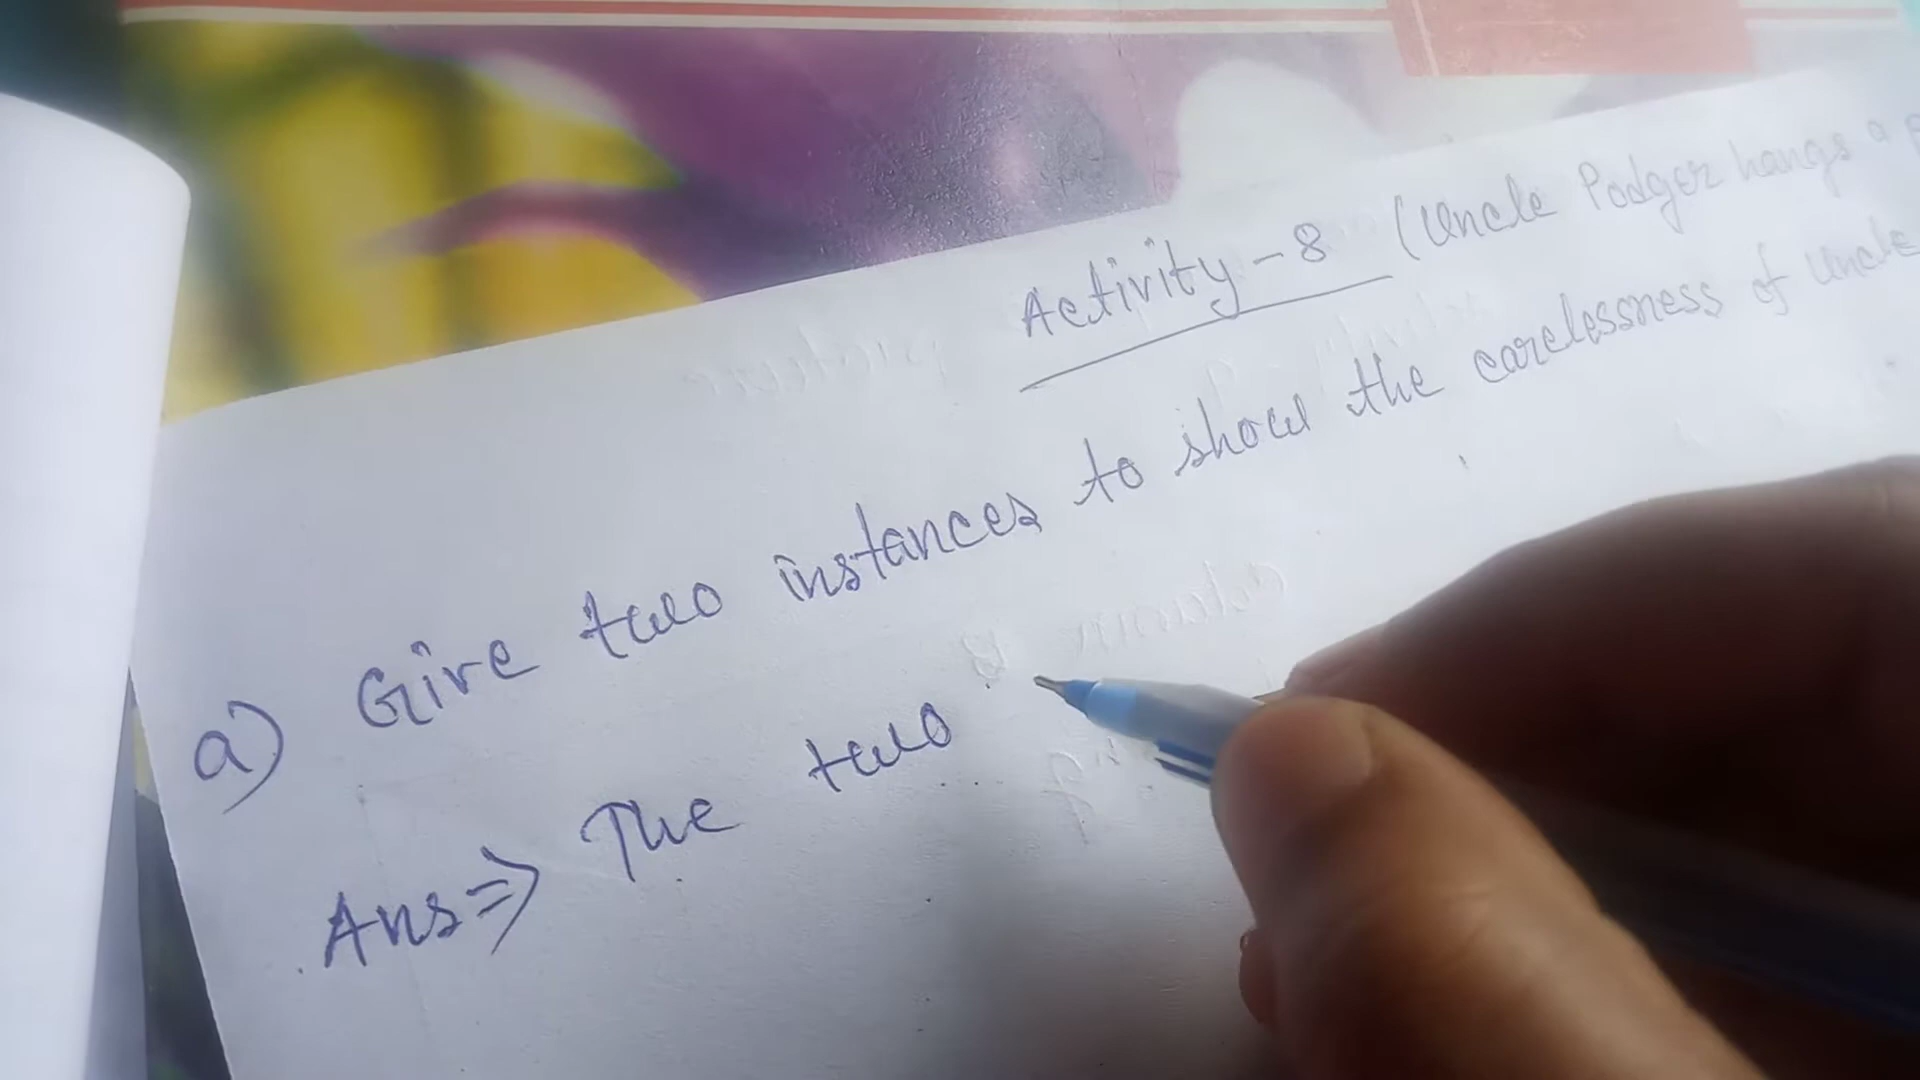 Activity - 8 (Uncle Podger hangs a
a) Give two instances to show the carelessness of Uncle
Ans => The two